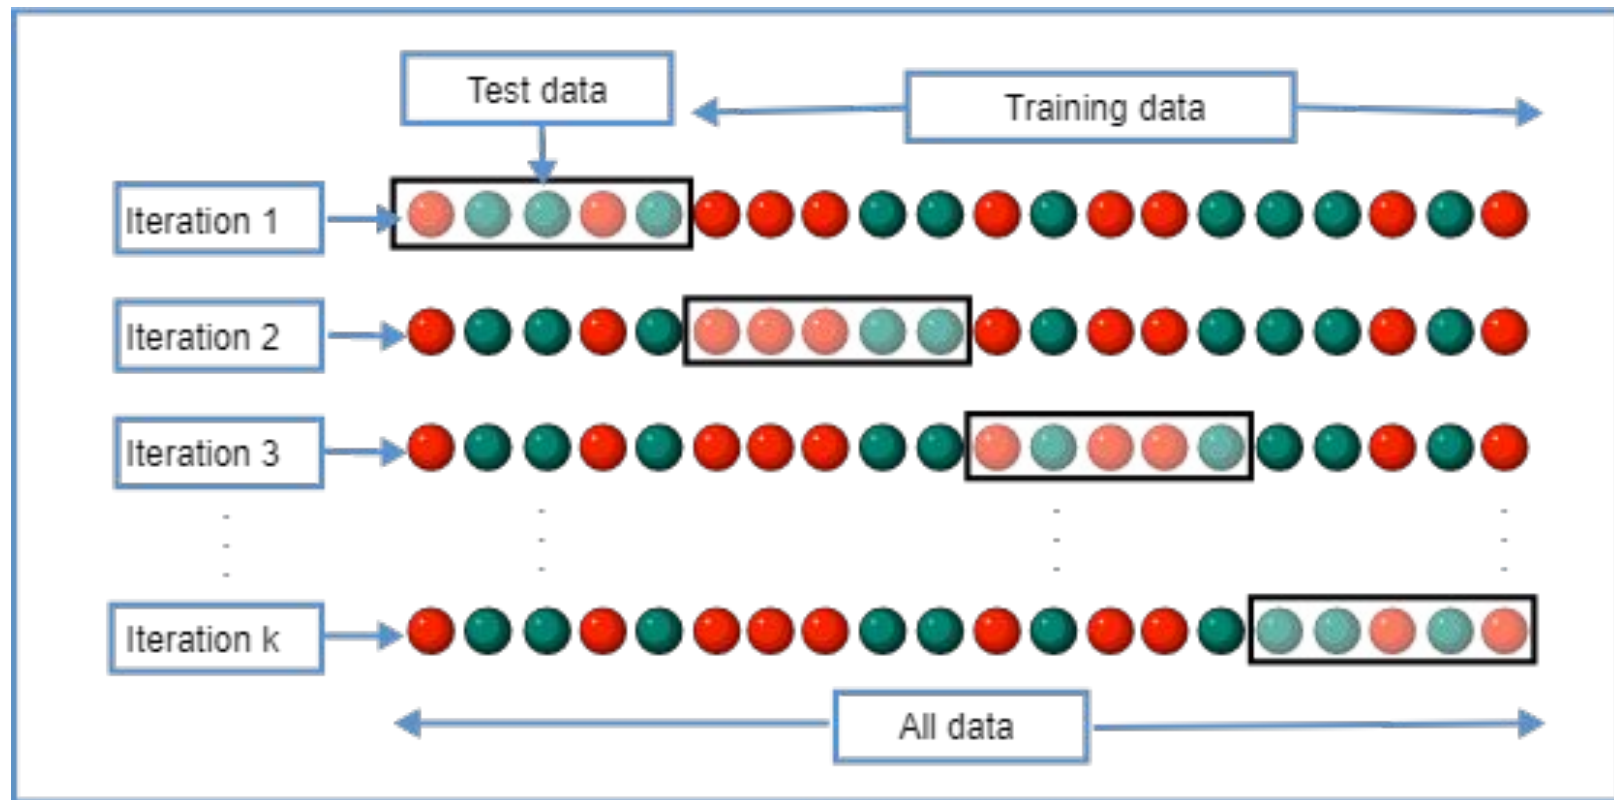 Test data
Training data
Iteration 1
Iteration 2
Iteration 3
Iteration k
All data